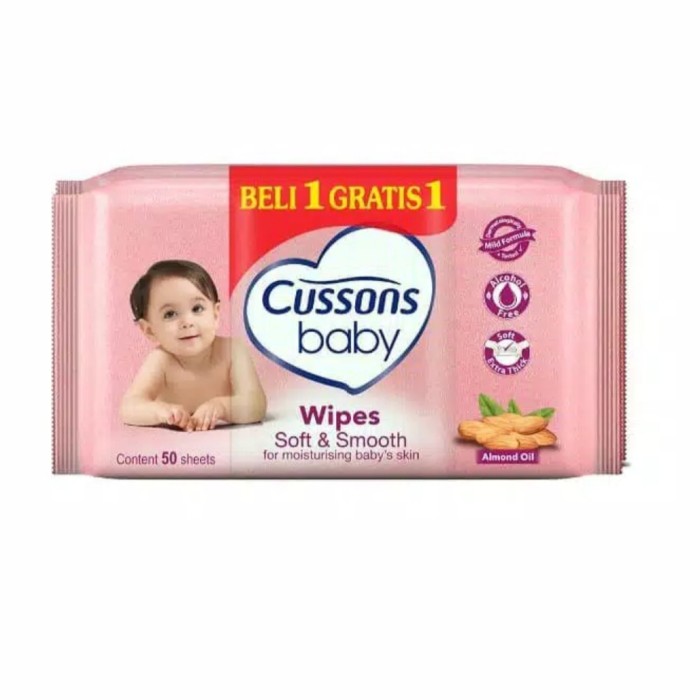 BELI 1 GRATIS 1
Cussons
baby
Wipes
Soft & Smooth
for moisturising baby's skin
Content 50 sheets
Mild Formula
Alcohol
Free
Soft
Extra Thick
Almond Oil